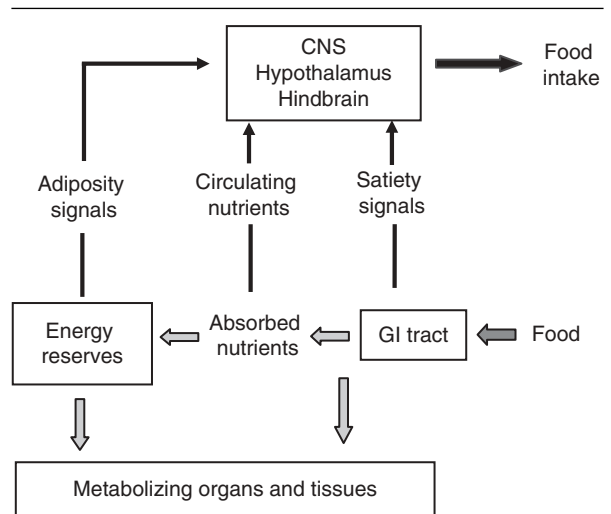 CNS
Hypothalamus
Hindbrain
Food
intake
Adiposity
signals
Circulating
nutrients
Satiety
signals
Energy
reserves
Absorbed
nutrients
GI tract
Food
Metabolizing organs and tissues